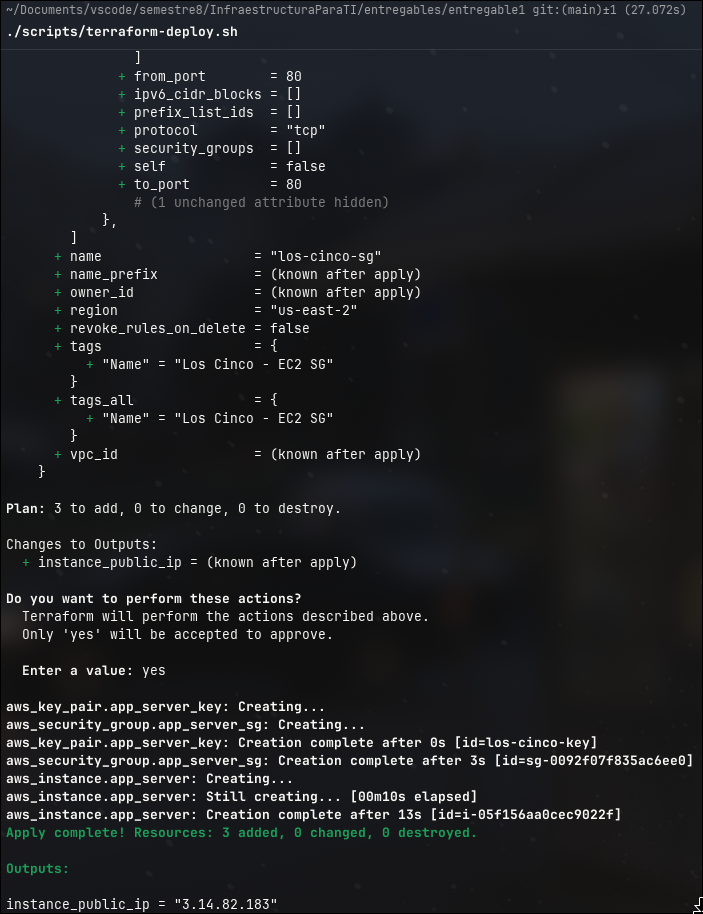 ~/Documents/vscode/semestre8/InfraestructuraParaTI/entregables/entregable1 git:(main)±1 (27.072s)
./scripts/terraform-deploy.sh
                ]
              + from_port        = 80
              + ipv6_cidr_blocks = []
              + prefix_list_ids  = []
              + protocol         = "tcp"
              + security_groups  = []
              + self             = false
              + to_port          = 80
                # (1 unchanged attribute hidden)
            },
        ]
      + name                   = "los-cinco-sg"
      + name_prefix            = (known after apply)
      + owner_id               = (known after apply)
      + region                 = "us-east-2"
      + revoke_rules_on_delete = false
      + tags                   = {
          + "Name" = "Los Cinco - EC2 SG"
        }
      + tags_all               = {
          + "Name" = "Los Cinco - EC2 SG"
        }
      + vpc_id                 = (known after apply)
    }
Plan: 3 to add, 0 to change, 0 to destroy.
Changes to Outputs:
  + instance_public_ip = (known after apply)
Do you want to perform these actions?
  Terraform will perform the actions described above.
  Only 'yes' will be accepted to approve.
  Enter a value: yes
aws_key_pair.app_server_key: Creating...
aws_security_group.app_server_sg: Creating...
aws_key_pair.app_server_key: Creation complete after 0s [id=los-cinco-key]
aws_security_group.app_server_sg: Creation complete after 3s [id=sg-0092f07f835ac6ee0]
aws_instance.app_server: Creating...
aws_instance.app_server: Still creating... [00m10s elapsed]
aws_instance.app_server: Creation complete after 13s [id=i-05f156aa0cec9022f]
Apply complete! Resources: 3 added, 0 changed, 0 destroyed.
Outputs:
instance_public_ip = "3.14.82.183"